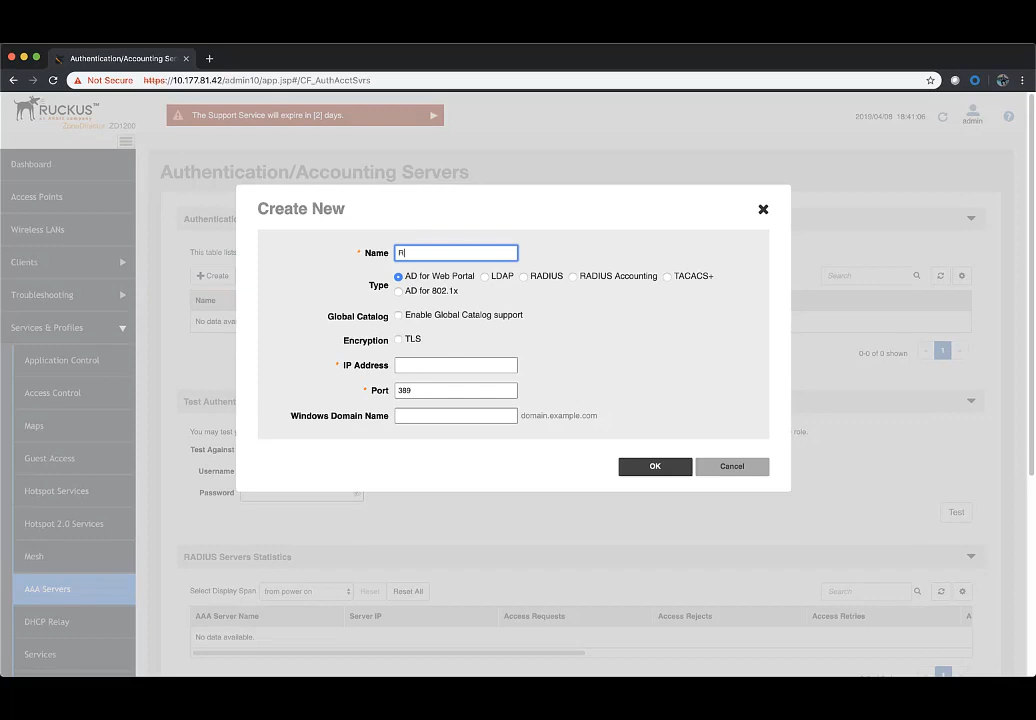 Authentication/Accounting Ser
Not Secure https://10.177.81.42/admin10/app.jsp#/CF_AuthAcctSvrs
RUCKUS™
ZoneDirector ZD1200
The Support Service will expire in [2] days.
2019/04/08 18:41:06
admin
Dashboard
Access Points
Wireless LANs
Clients
Troubleshooting
Services & Profiles
Application Control
Access Control
Maps
Guest Access
Hotspot Services
Hotspot 2.0 Services
Mesh
AAA Servers
DHCP Relay
Services
Authentication/Accounting Servers
This table lists
Create
Search
Name
No data ava
0-0 of 0 shown
1
Create New
* Name R
Type AD for Web Portal LDAP RADIUS RADIUS Accounting TACACS+
AD for 802.1x
Global Catalog Enable Global Catalog support
Encryption TLS
* IP Address
* Port 389
Windows Domain Name domain.example.com
OK Cancel
Test Authent
You may test y
role.
Test Against
Username
Password
Test
RADIUS Servers Statistics
Select Display Span from power on Reset Reset All
Search
AAA Server Name Server IP Access Requests Access Rejects Access Retries A
No data available.